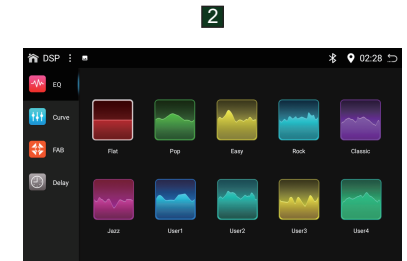 2
DSP
02:28
EQ
Curve
FAB
Delay
Flat Pop Easy Rock Classic
Jazz User1 User2 User3 User4